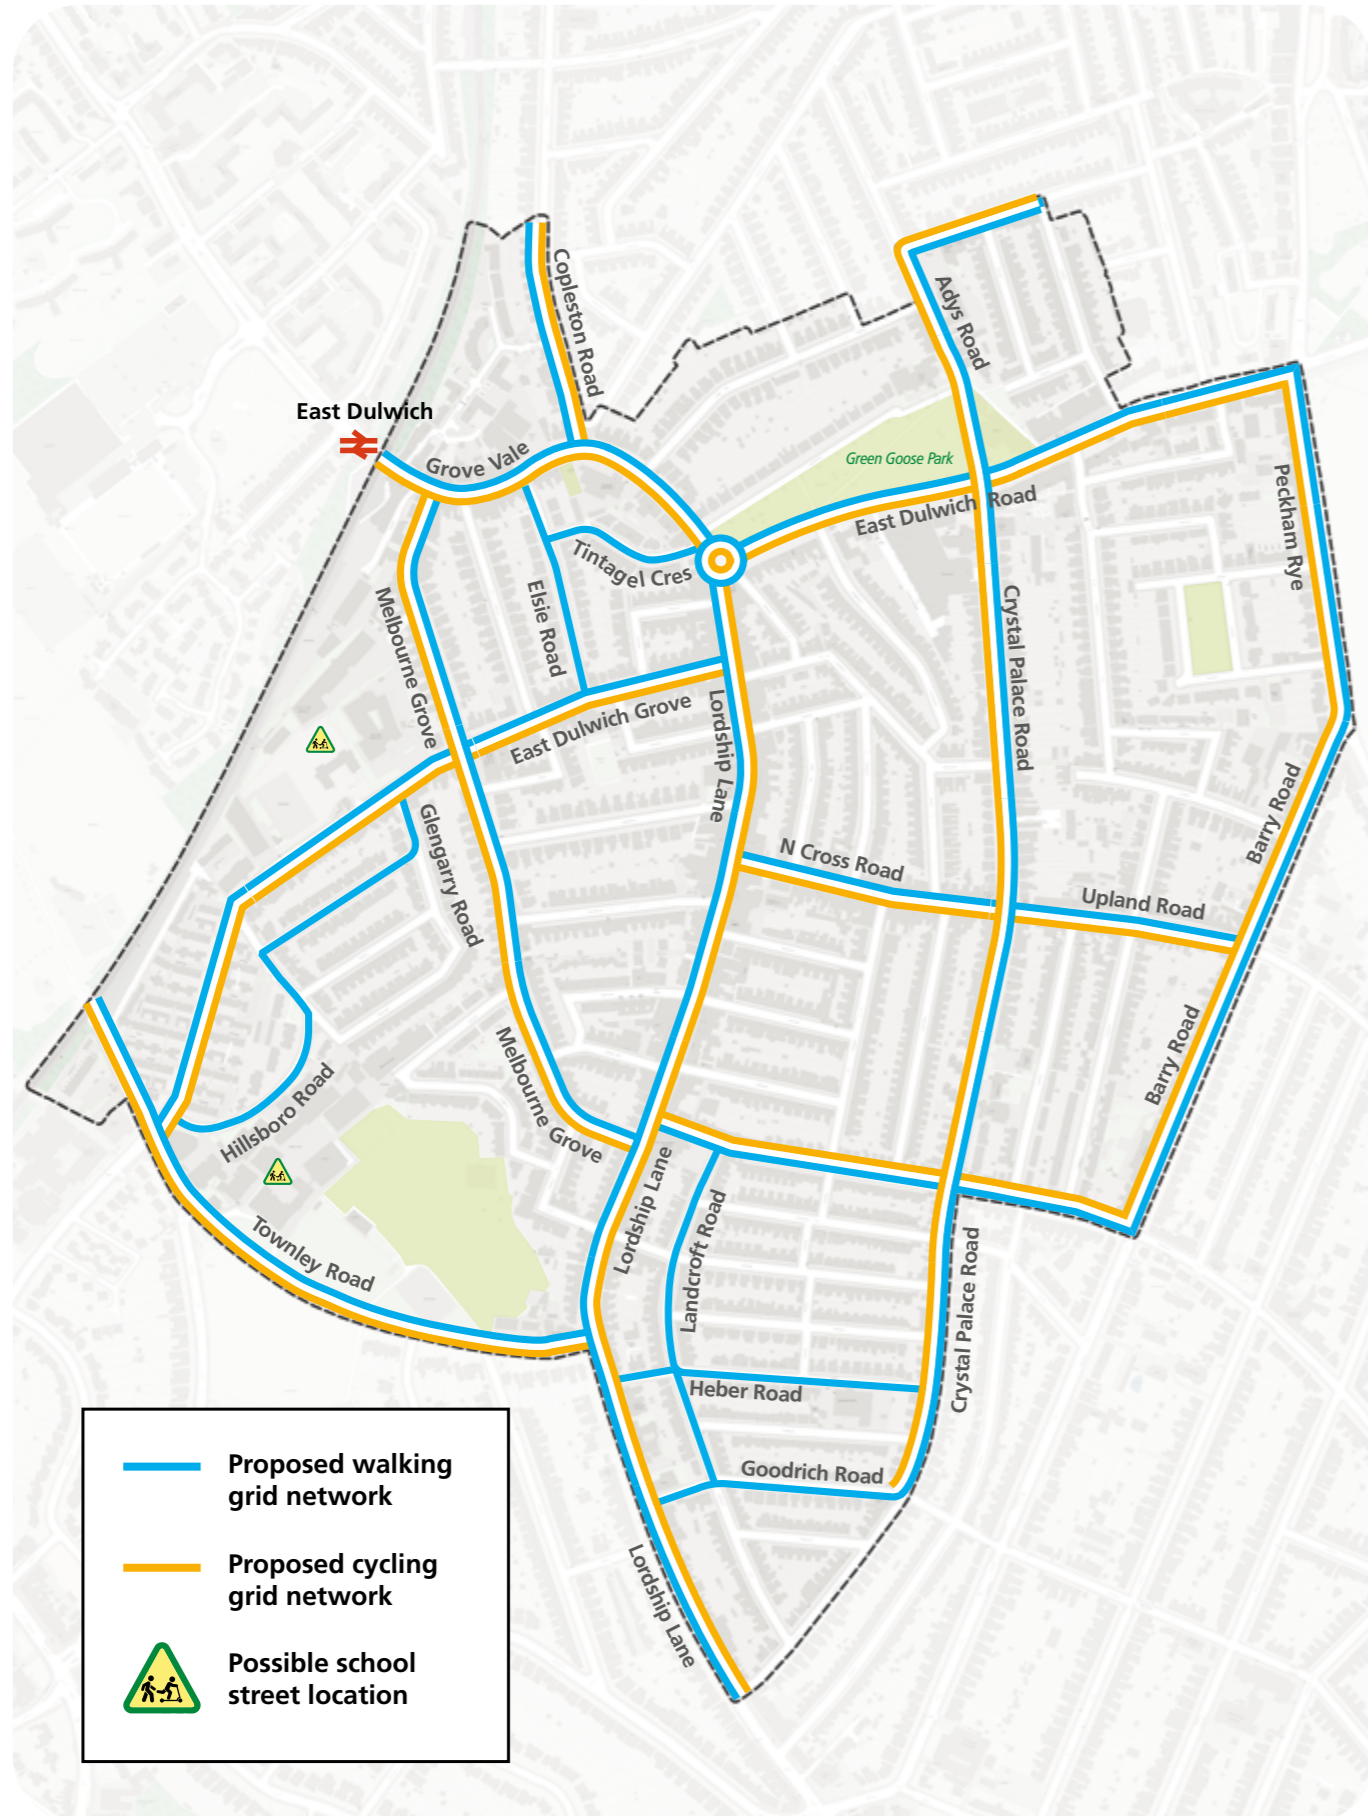 Copleston Road
Adys Road
East Dulwich
Grove Vale
Green Goose Park
East Dulwich Road
Peckham Rye
Tintagel Cres
Elsie Road
Melbourne Grove
Crystal Palace Road
East Dulwich Grove
Lordship Lane
Barry Road
Glengarry Road
N Cross Road
Upland Road
Barry Road
Melbourne Grove
Hillsboro Road
Lordship Lane
Landcroft Road
Townley Road
Crystal Palace Road
Heber Road
Goodrich Road
Lordship Lane
Proposed walking
grid network
Proposed cycling
grid network
Possible school
street location